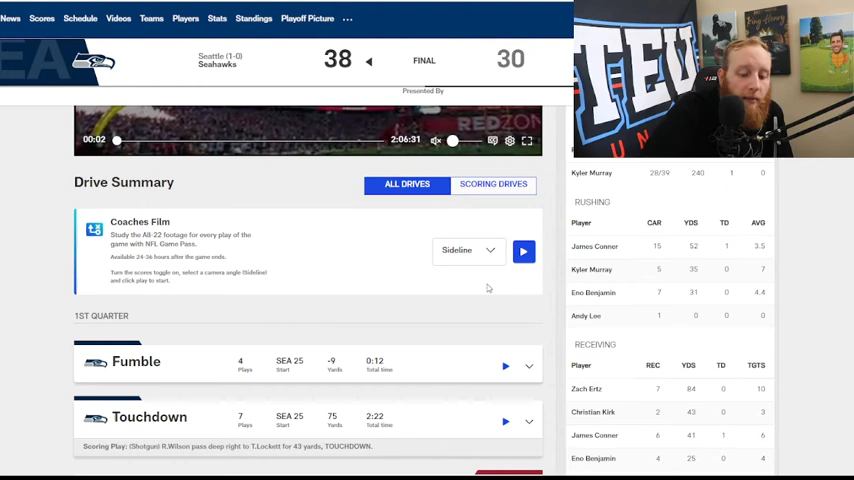 News Scores Schedule Videos Teams Players Stats Standings Playoff Picture ...
Seattle (1-0)
Seahawks
38
FINAL
30
Presented By
REDZONE
00:02
2:06:31
Drive Summary
ALL DRIVES
SCORING DRIVES
Coaches Film
Study the All-22 footage for every play of the
game with NFL Game Pass.
Available 24-36 hours after the game ends.
Turn the scores toggle on, select a camera angle (Sideline)
and click play to start.
Sideline
1ST QUARTER
Fumble
4 SEA 25 -9 0:12
Plays Start Yards Total time
Touchdown
7 SEA 25 75 2:22
Plays Start Yards Total time
Scoring Play: (Shotgun) R.Wilson pass deep right to T.Lockett for 43 yards, TOUCHDOWN.
Kyler Murray 28/39 240 1 0
RUSHING
Player CAR YDS TD AVG
James Conner 15 52 1 3.5
Kyler Murray 5 35 0 7
Eno Benjamin 7 31 0 4.4
Andy Lee 1 0 0 0
RECEIVING
Player REC YDS TD TGTS
Zach Ertz 7 84 0 10
Christian Kirk 2 43 0 3
James Conner 6 41 1 6
Eno Benjamin 4 25 0 4